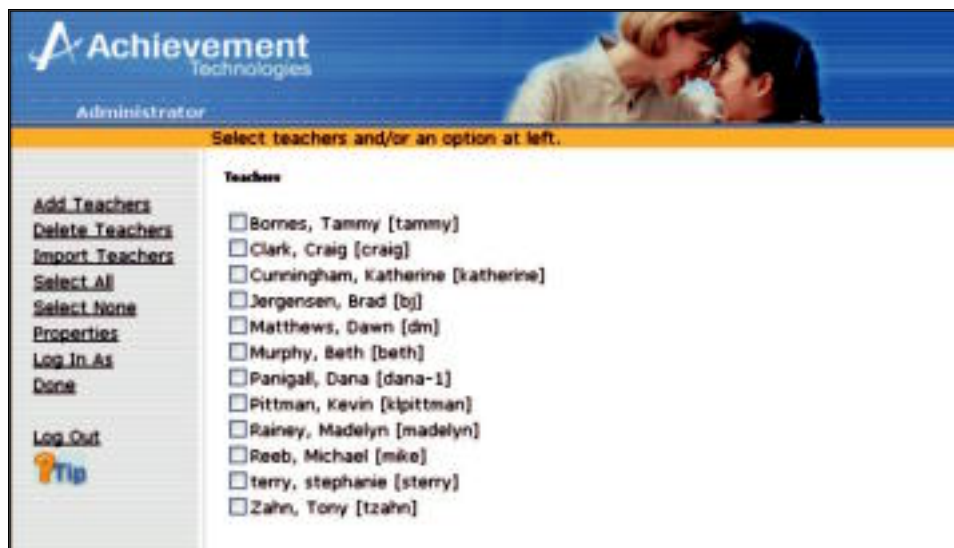 Achievement
Technologies
Administrator
Select teachers and/or an option at left.
Teachers
Add Teachers
Delete Teachers
Import Teachers
Select All
Select None
Properties
Log In As
Done
Log Out
Tip
Bornes, Tammy [tammy]
Clark, Craig [craig]
Cunningham, Katherine [katherine]
Jergensen, Brad [bj]
Matthews, Dawn [dm]
Murphy, Beth [beth]
Panigall, Dana [dana-1]
Pittman, Kevin [klpittman]
Rainey, Madelyn [madelyn]
Reeb, Michael [mike]
terry, stephanie [sterry]
Zahn, Tony [tzahn]